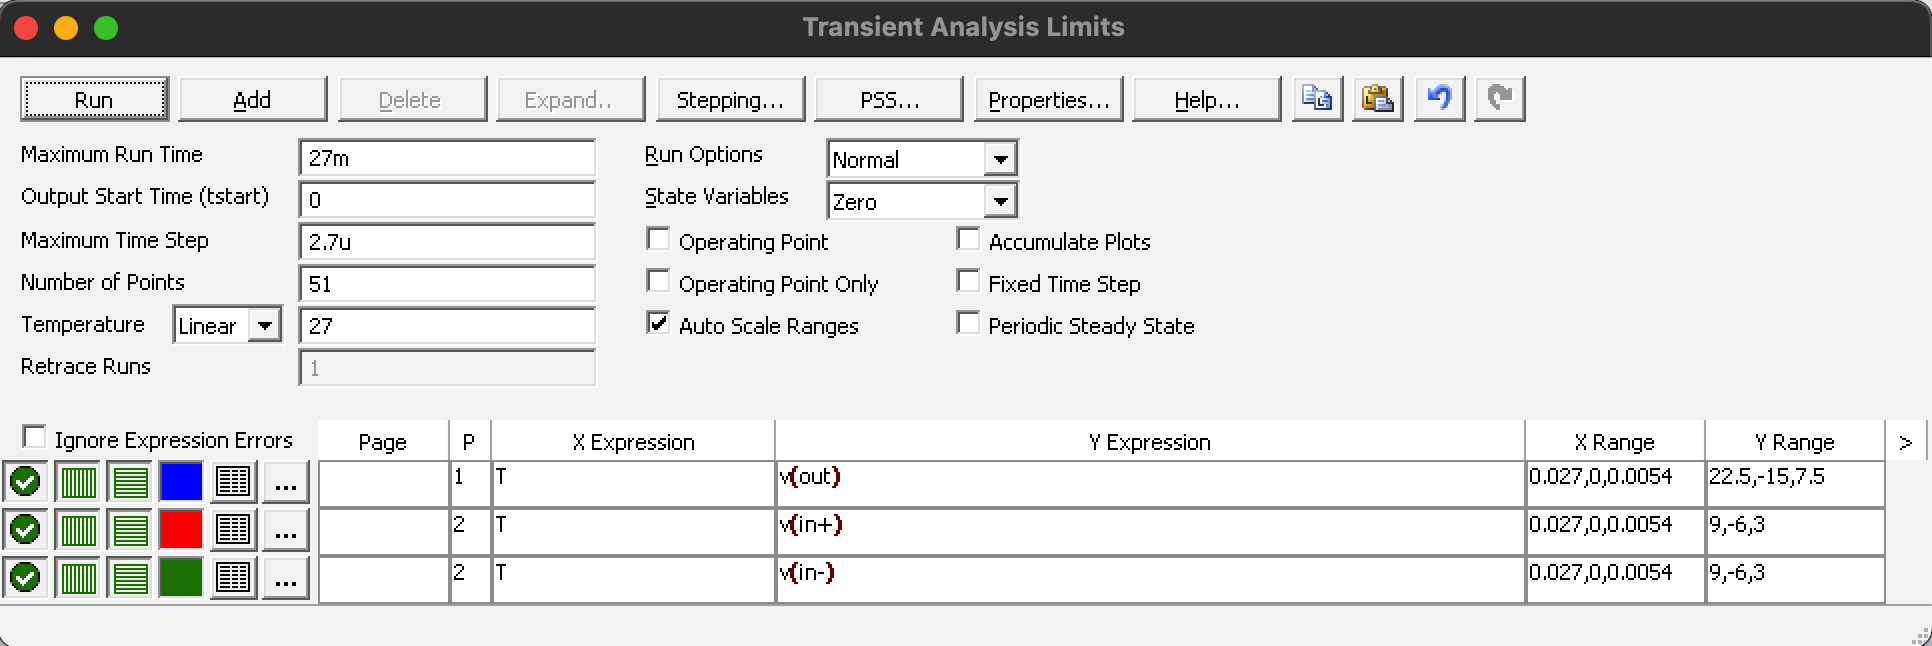 Transient Analysis Limits
Run Add Delete Expand.. Stepping... PSS... Properties... Help...
Maximum Run Time 27m Run Options Normal
Output Start Time (tstart) 0 State Variables Zero
Maximum Time Step 2.7u Operating Point Accumulate Plots
Number of Points 51 Operating Point Only Fixed Time Step
Temperature Linear 27 Auto Scale Ranges Periodic Steady State
Retrace Runs 1
Ignore Expression Errors Page P X Expression Y Expression X Range Y Range >
... 1 T v(out) 0.027,0,0.0054 22.5,-15,7.5
... 2 T v(in+) 0.027,0,0.0054 9,-6,3
... 2 T v(in-) 0.027,0,0.0054 9,-6,3